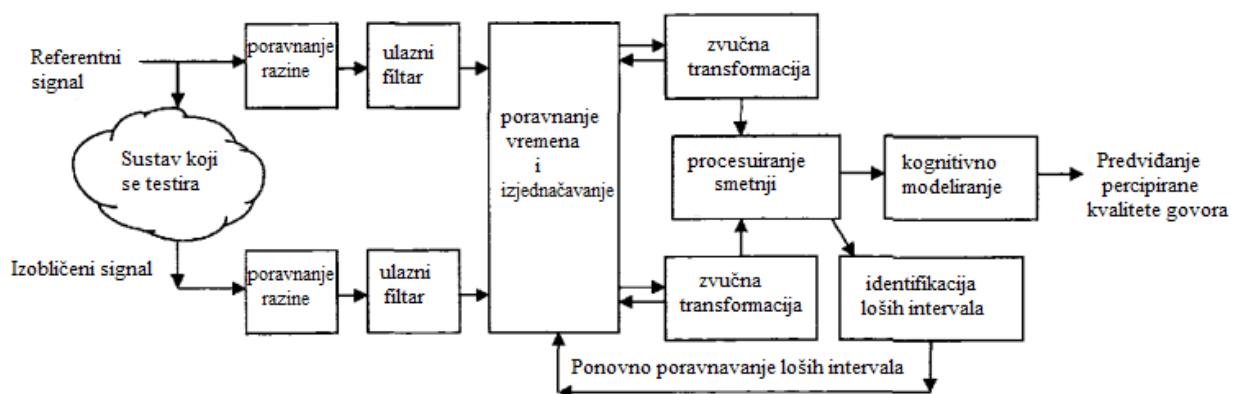 Referentni
signal
poravnanje
razine
ulazni
filtar
poravnanje
vremena
i
izjednačavanje
zvučna
transformacija
Sustav koji
se testira
procesuiranje
smetnji
kognitivno
modeliranje
Predviđanje
percipirane
kvalitete govora
Izobličeni signal
poravnanje
razine
ulazni
filtar
zvučna
transformacija
identifikacija
loših intervala
Ponovno poravnavanje loših intervala